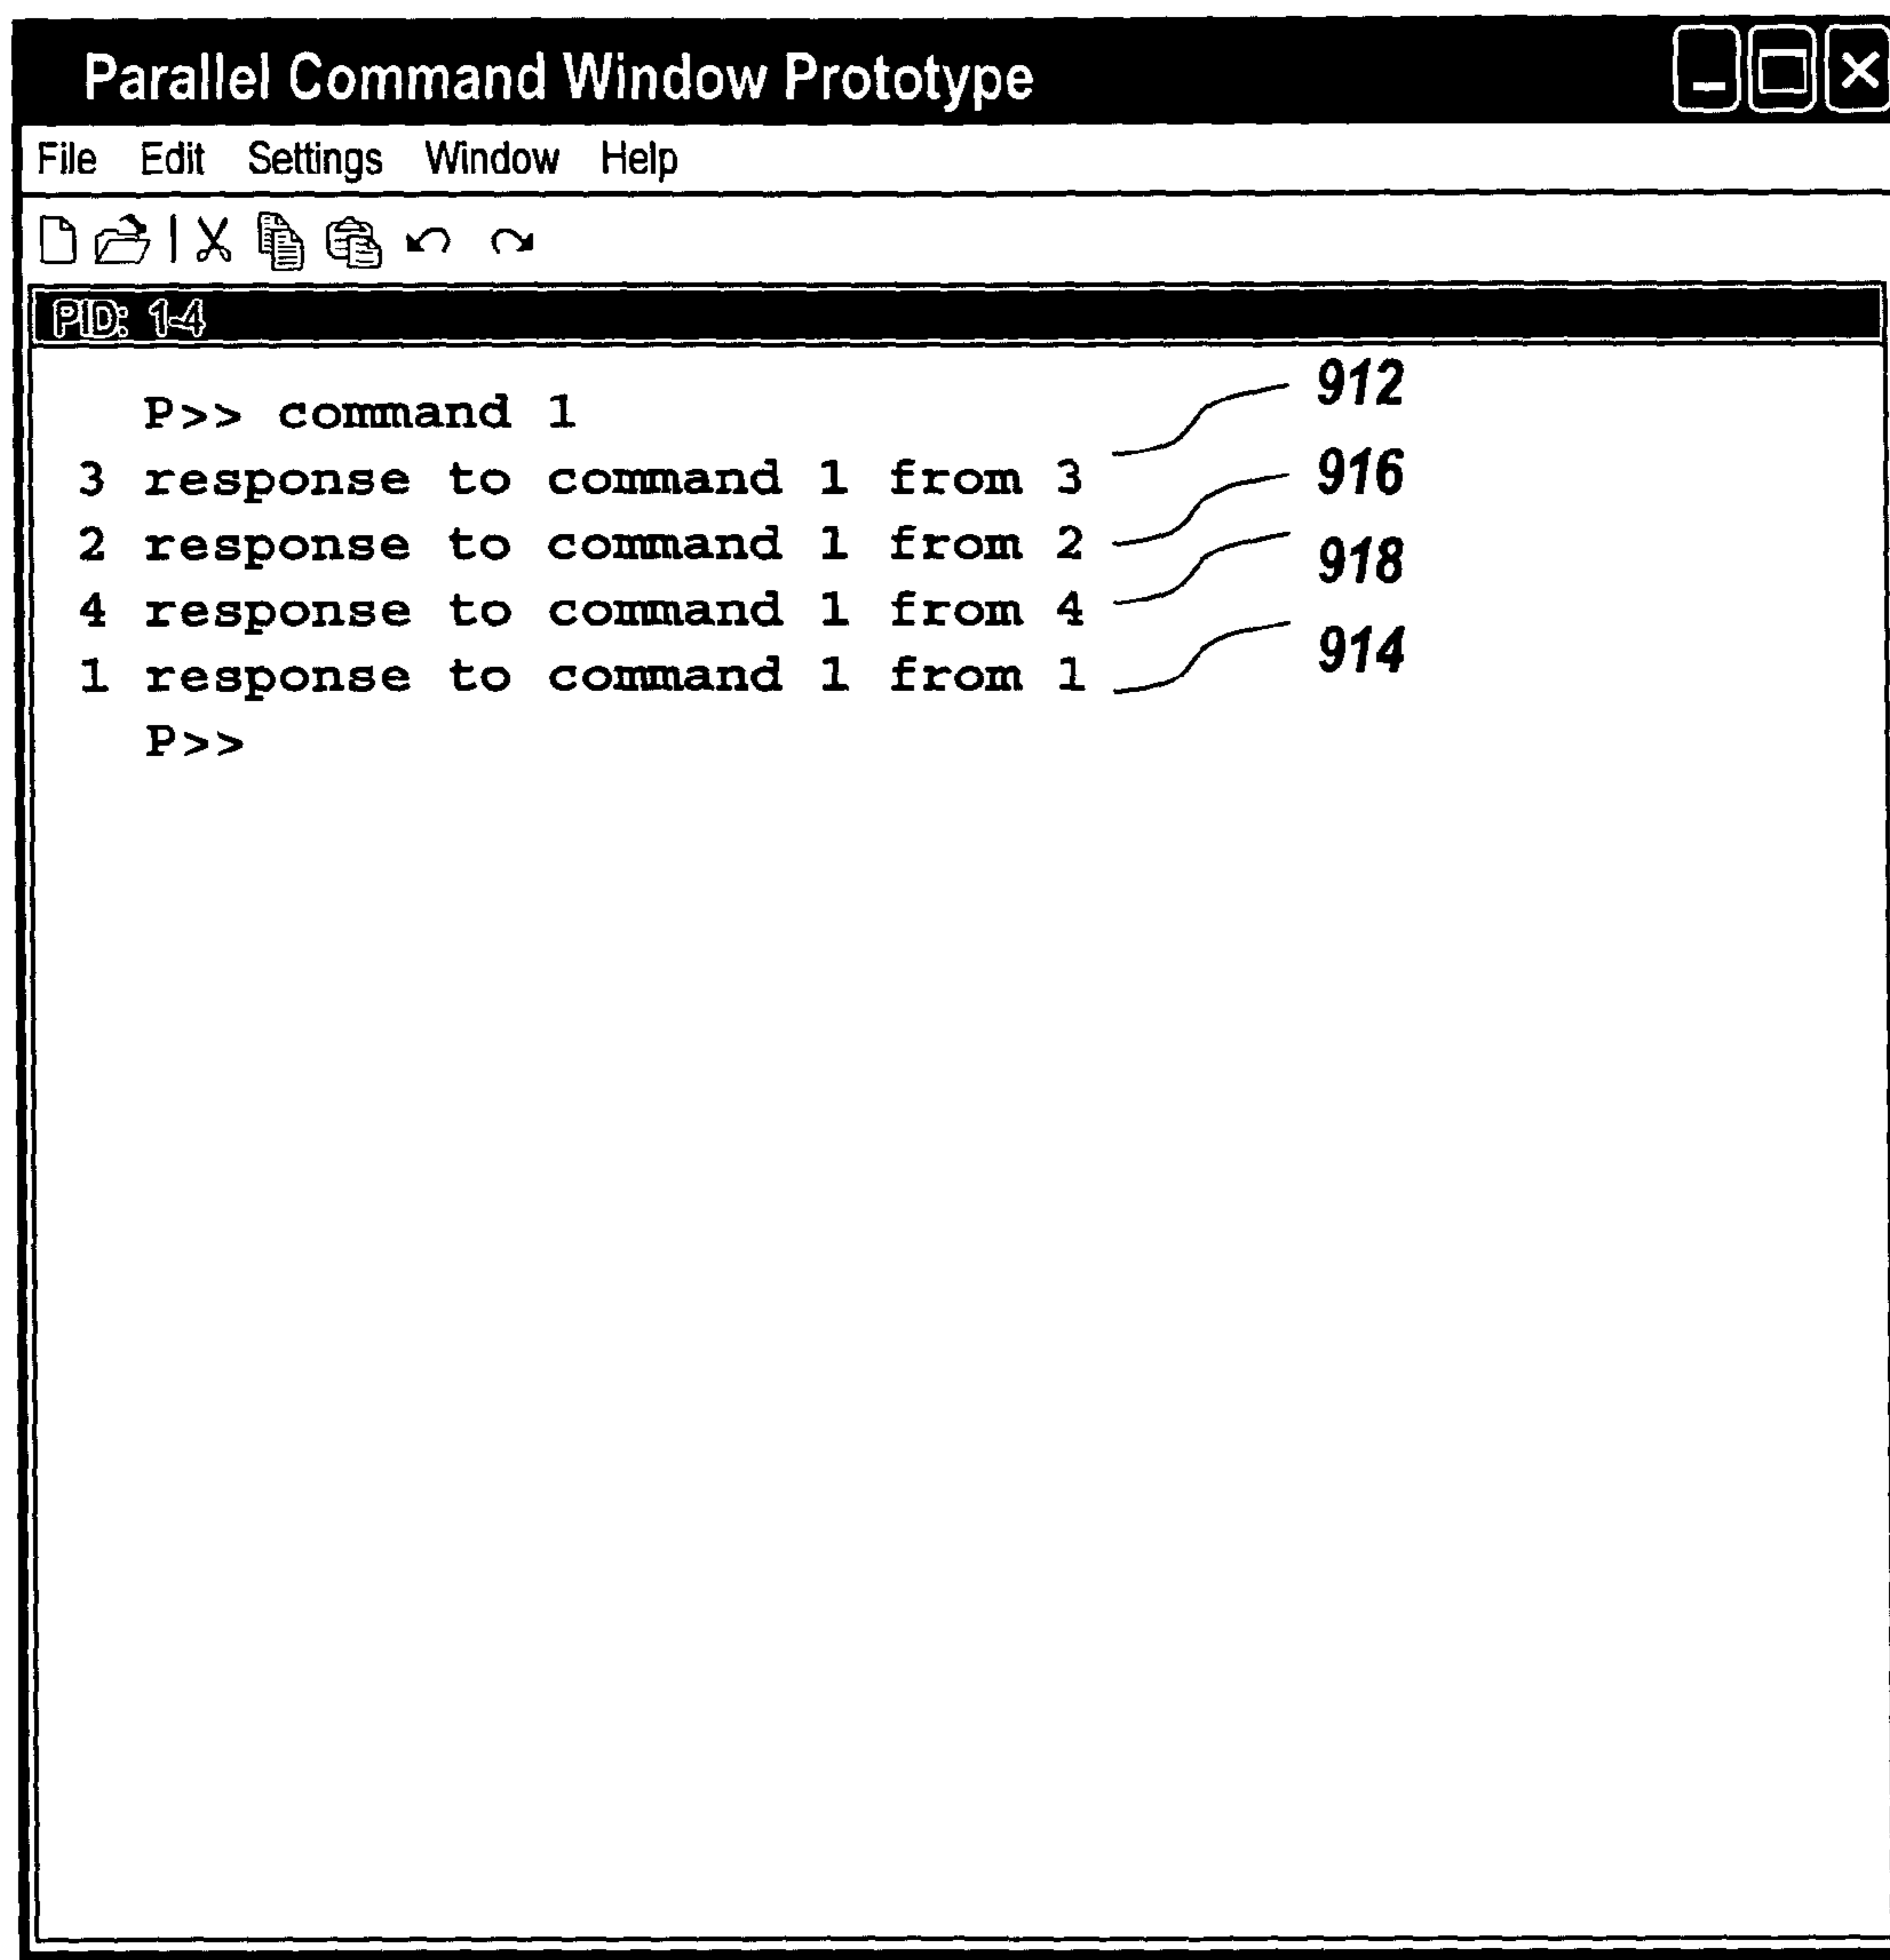 Parallel Command Window Prototype
File Edit Settings Window Help
PID: 1-4
P>> command 1
912
3 response to command 1 from 3
916
2 response to command 1 from 2
918
4 response to command 1 from 4
914
1 response to command 1 from 1
P>>